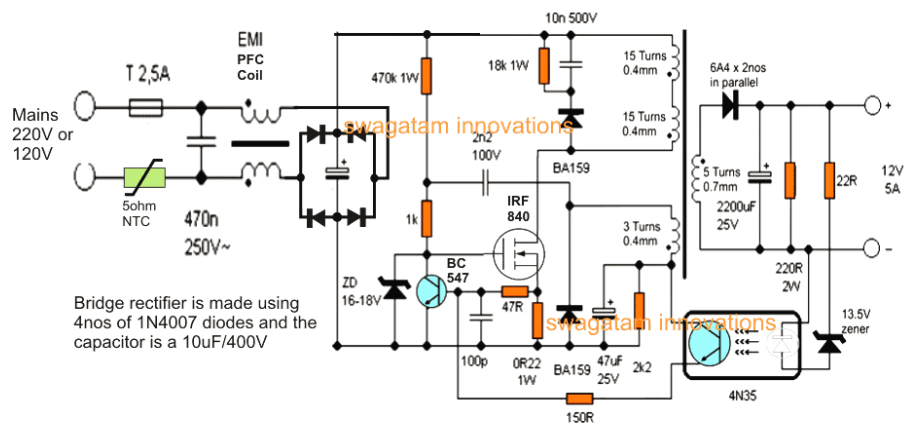 10n 500V
EMI
PFC
Coil
T 2,5A
470k 1W
18k 1W
15 Turns
0.4mm
6A4 x 2nos
in parallel
+
Mains
220V or
120V
swagatam innovations
15 Turns
0.4mm
2n2
100V
BA159
+
5 Turns
0.7mm
+
22R
12V
5A
5ohm
NTC
470n
250V~
1k
IRF
840
3 Turns
0.4mm
2200uF
25V
−
BC
547
220R
2W
ZD
16-18V
47R
+
swagatam innovations
13.5V
zener
Bridge rectifier is made using
4nos of 1N4007 diodes and the
capacitor is a 10uF/400V
100p
0R22
1W
BA159
47uF
25V
2k2
4N35
150R